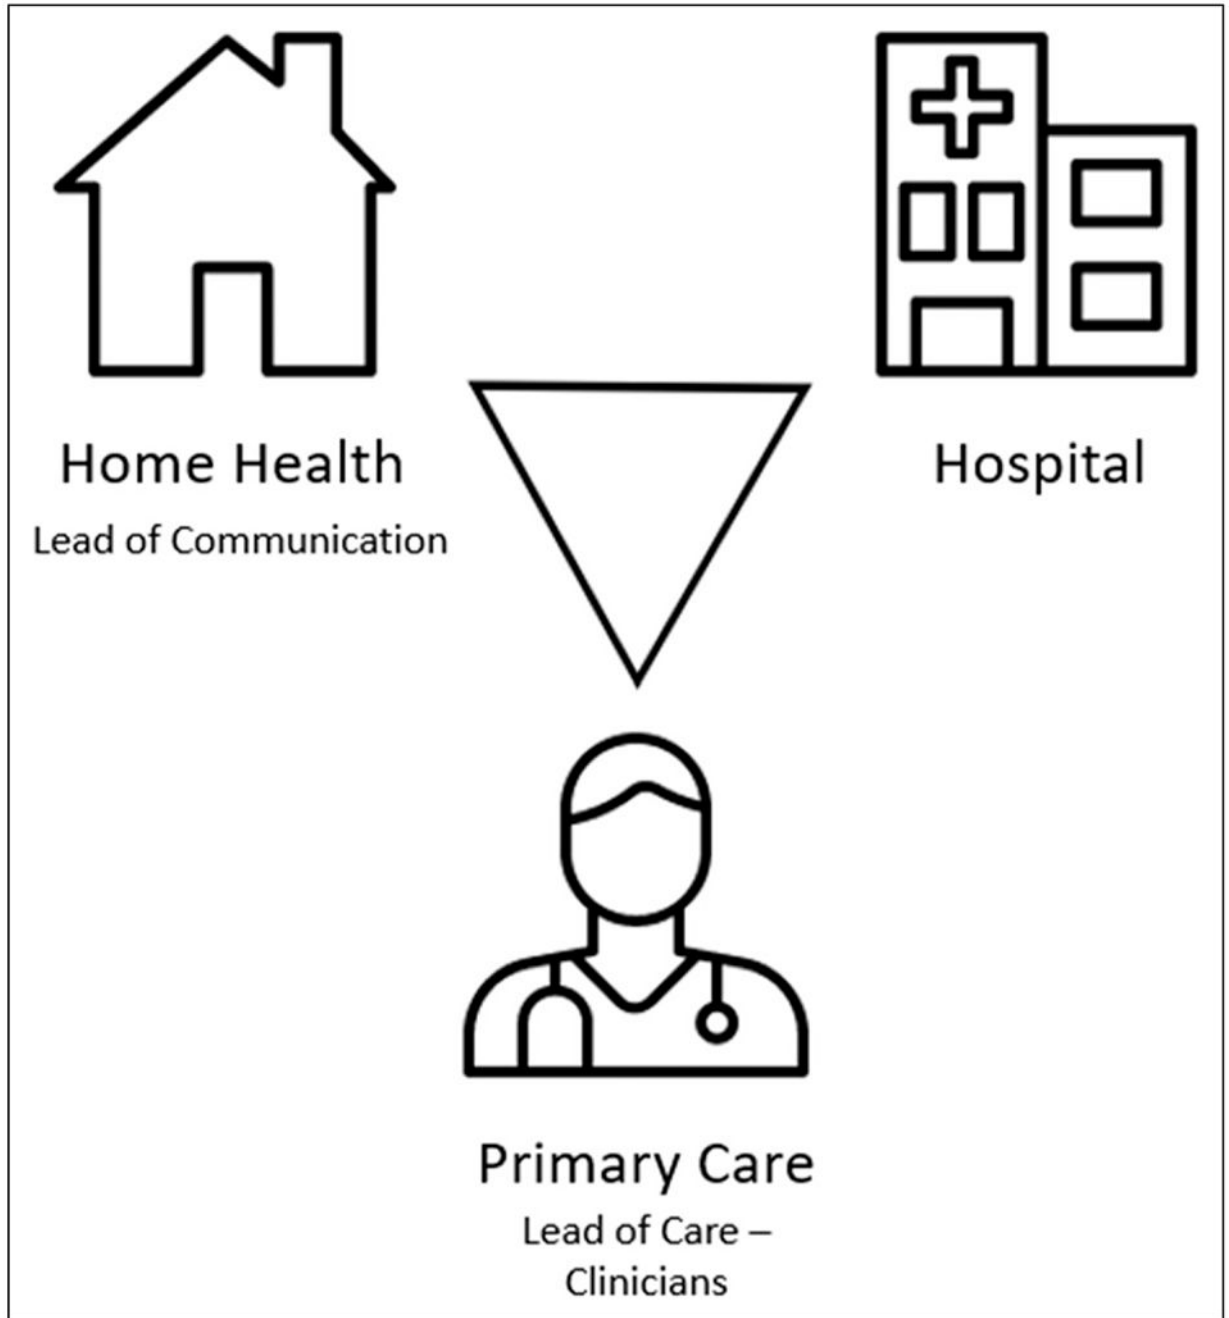 Home Health
Lead of Communication
Hospital
Primary Care
Lead of Care –
Clinicians